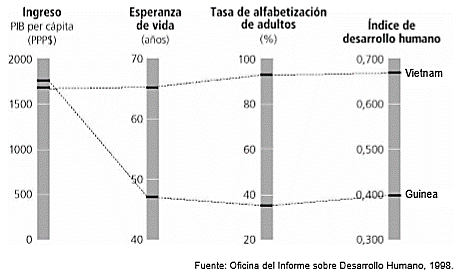 Ingreso
PIB per cápita
(PPP$)
Esperanza
de vida
(años)
Tasa de alfabetización
de adultos
(%)
Índice de
desarrollo humano
2000
1500
1000
500
0
70
60
50
40
100
80
60
40
20
0,700
0,600
0,500
0,400
0,300
Vietnam
Guinea
Fuente: Oficina del Informe sobre Desarrollo Humano, 1998.